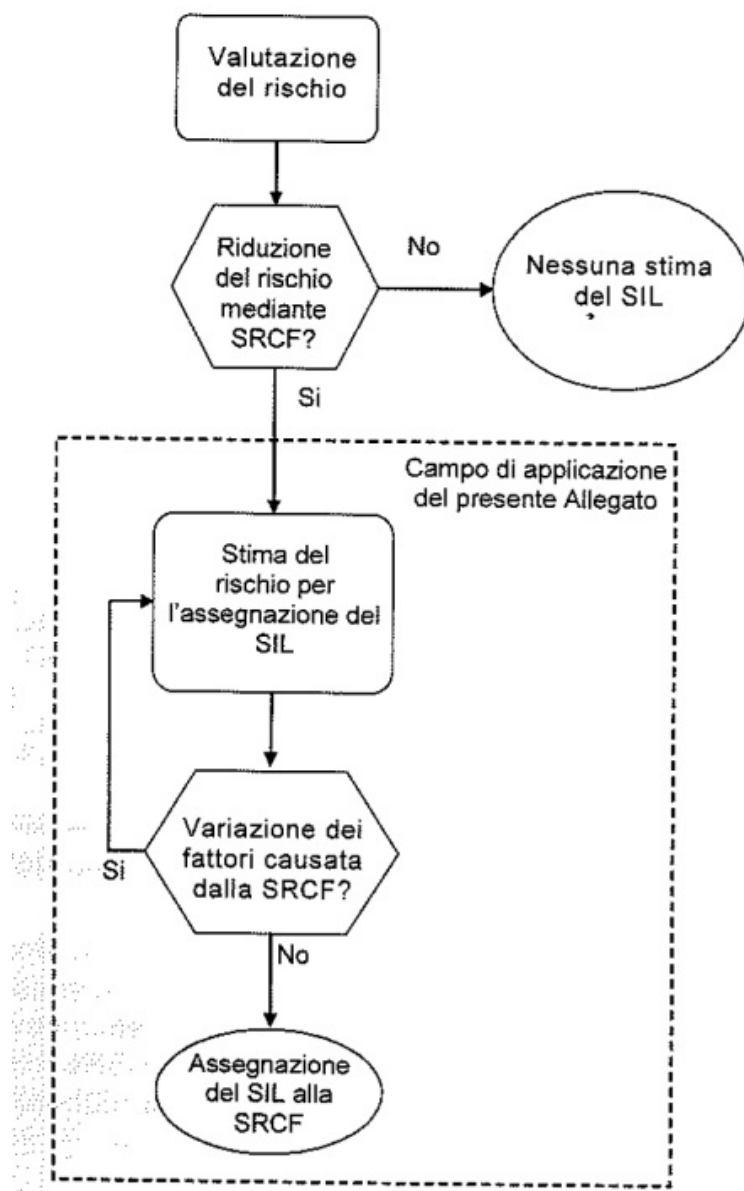 Valutazione
del rischio
Riduzione
del rischio
mediante
SRCF?
No
Nessuna stima
del SIL
Si
Campo di applicazione
del presente Allegato
Stima del
rischio per
l'assegnazione del
SIL
Variazione dei
fattori causata
dalla SRCF?
Si
No
Assegnazione
del SIL alla
SRCF